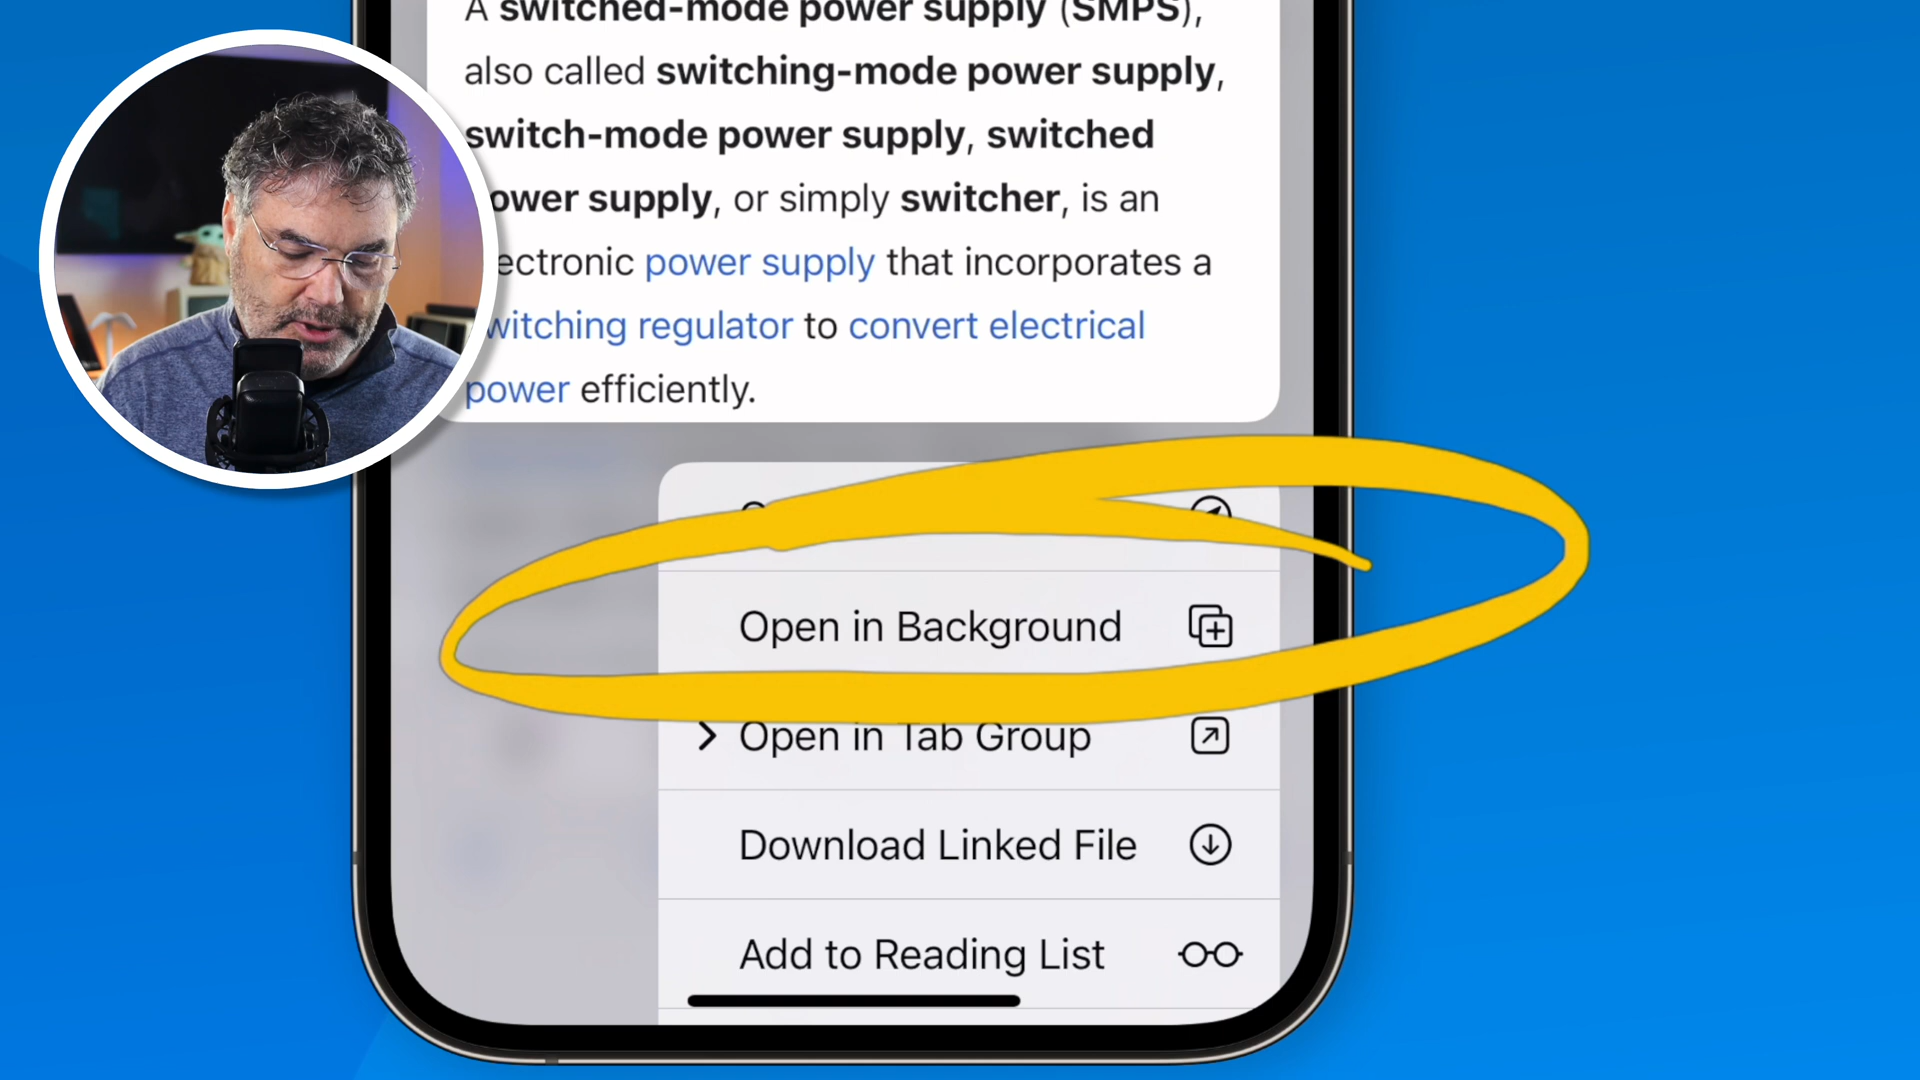 A switched-mode power supply (SMPS),
also called switching-mode power supply,
switch-mode power supply, switched
ower supply, or simply switcher, is an
ectronic power supply that incorporates a
witching regulator to convert electrical
power efficiently.
Open in Background
Open in Tab Group
Download Linked File
Add to Reading List